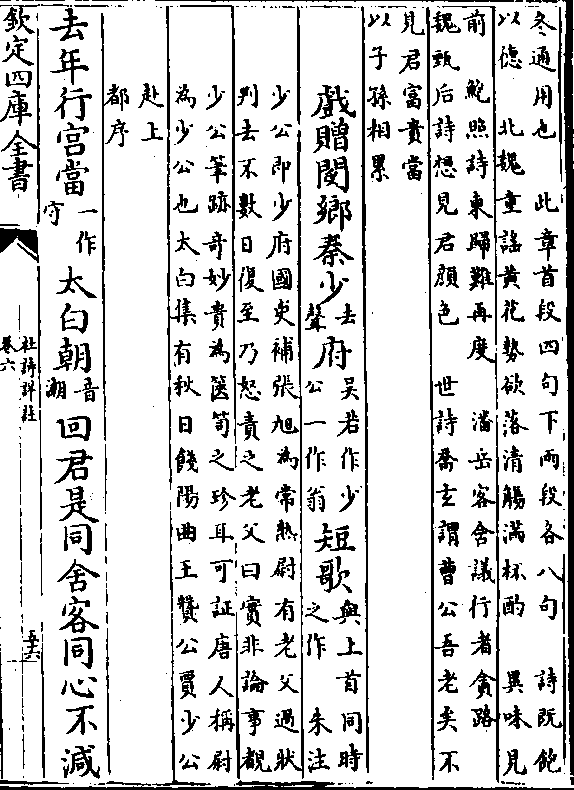 冬適用也　此章首段四句下兩段各八句　詩既飽
以德　北魏童謡黄花勢欲落清觴滿杯酌　異味見
前　鮑照詩東歸難再度　潘岳客舍議行者貪路
魏甄后詩想見君顔色　世詩喬玄謂曹公吾老矣不
見君富貴當
以子孫相累
戲贈閿鄉秦少去聲府吳若作少公一作翁短歌與上首同時之作　朱注
少公即少府國吏補張旭為常熟尉有老父過狀
判去不數日復至乃怒責之老父曰實非論事覩
少公筆跡奇妙貴為篋笥之珍耳可証唐人稱尉
為少公也太白集有秋日餞陽曲王贊公賈少公
赴上
都序
去年行宫當一作守太白朝音潮回君是同舍客同心不減
欽定四庫全書
杜詩詳註
卷六
五六